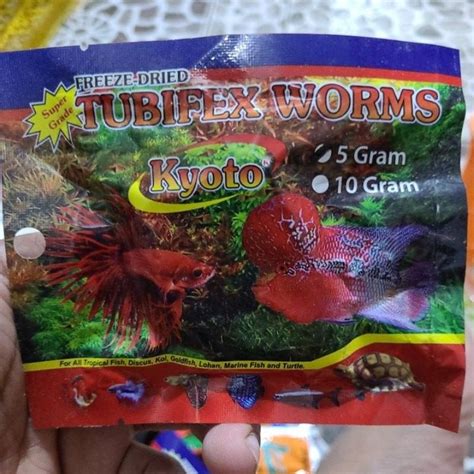 FREEZE-DRIED
Super
Grade
TUBIFEX WORMS
Kyoto
5 Gram
10 Gram
For All Tropical Fish, Discus, Koi, Goldfish, Lohan, Marine Fish and Turtle.